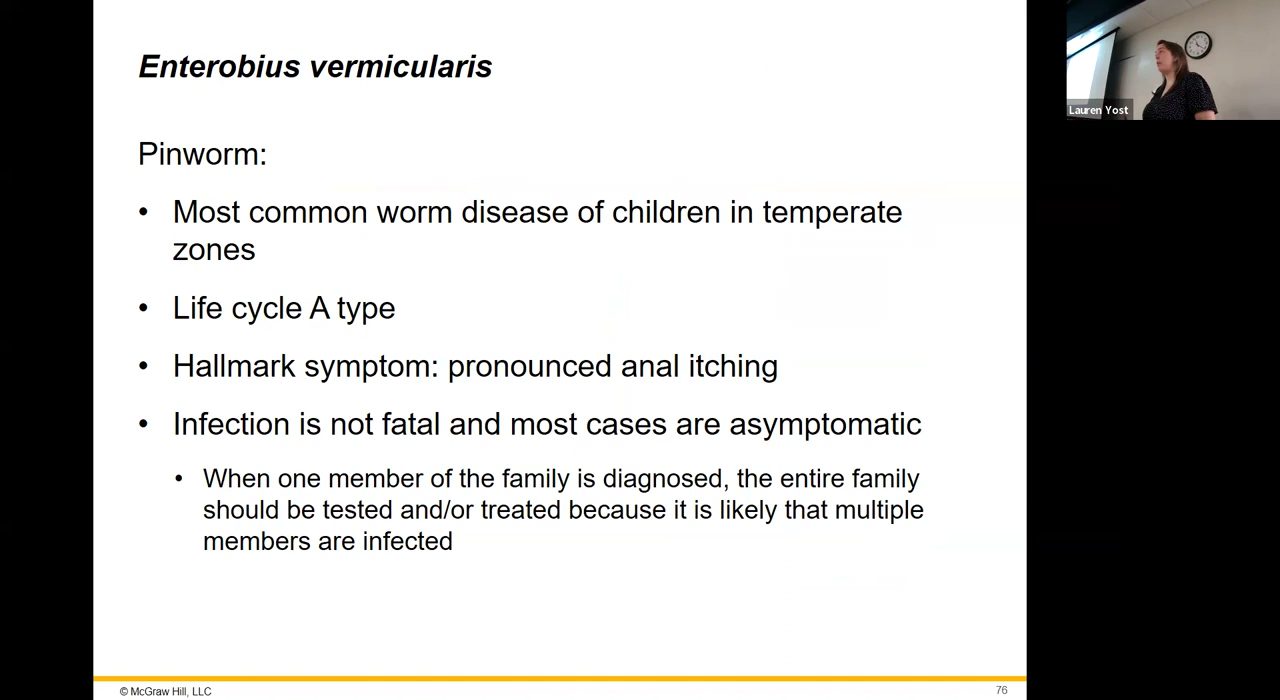 Enterobius vermicularis
Pinworm:
• Most common worm disease of children in temperate
zones
• Life cycle A type
• Hallmark symptom: pronounced anal itching
• Infection is not fatal and most cases are asymptomatic
• When one member of the family is diagnosed, the entire family
should be tested and/or treated because it is likely that multiple
members are infected
© McGraw Hill, LLC
76
Lauren Yost